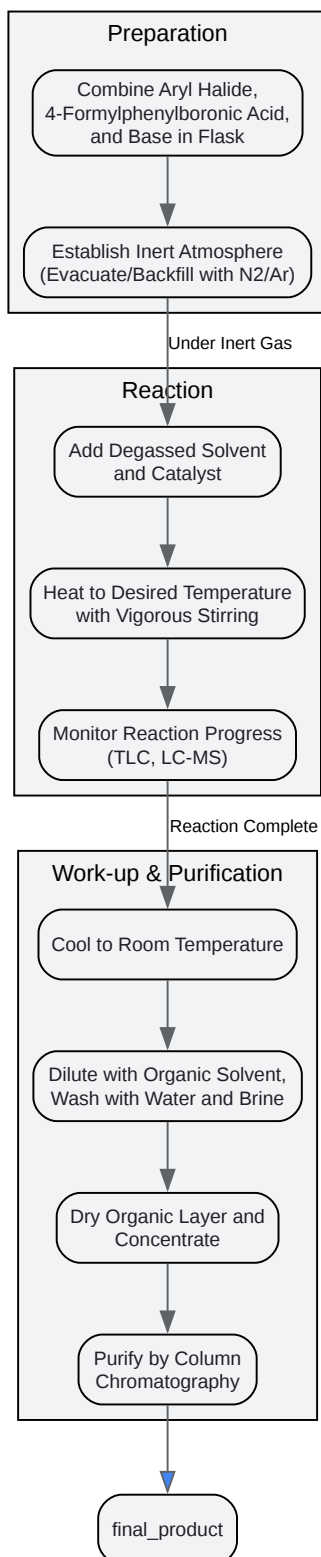 Preparation
Combine Aryl Halide,
4-Formylphenylboronic Acid,
and Base in Flask
Establish Inert Atmosphere
(Evacuate/Backfill with N2/Ar)
Under Inert Gas
Reaction
Add Degassed Solvent
and Catalyst
Heat to Desired Temperature
with Vigorous Stirring
Monitor Reaction Progress
(TLC, LC-MS)
Reaction Complete
Work-up & Purification
Cool to Room Temperature
Dilute with Organic Solvent,
Wash with Water and Brine
Dry Organic Layer and
Concentrate
Purify by Column
Chromatography
final_product